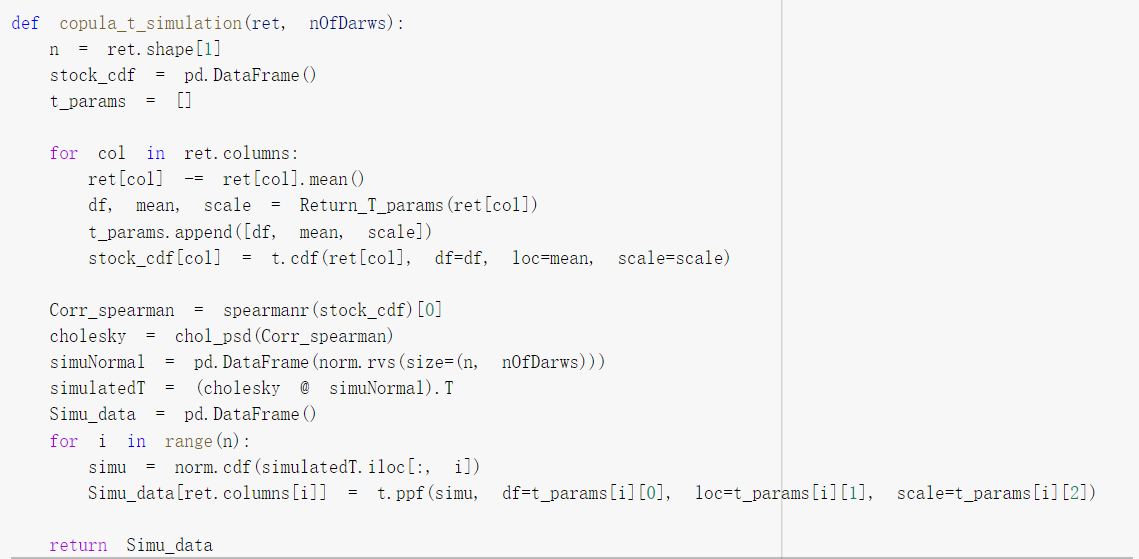 def copula_t_simulation(ret, nOfDarws):
    n = ret.shape[1]
    stock_cdf = pd.DataFrame()
    t_params = []
    for col in ret.columns:
        ret[col] -= ret[col].mean()
        df, mean, scale = Return_T_params(ret[col])
        t_params.append([df, mean, scale])
        stock_cdf[col] = t.cdf(ret[col], df=df, loc=mean, scale=scale)
    Corr_spearman = spearmanr(stock_cdf)[0]
    cholesky = chol_psd(Corr_spearman)
    simuNormal = pd.DataFrame(norm.rvs(size=(n, nOfDarws)))
    simulatedT = (cholesky @ simuNormal).T
    Simu_data = pd.DataFrame()
    for i in range(n):
        simu = norm.cdf(simulatedT.iloc[:, i])
        Simu_data[ret.columns[i]] = t.ppf(simu, df=t_params[i][0], loc=t_params[i][1], scale=t_params[i][2])
    return Simu_data